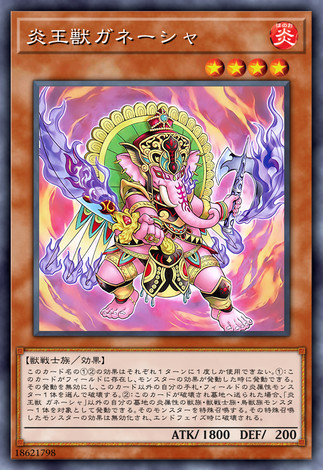 炎王獣ガネーシャ
ほのお
炎
【獣戦士族／効果】
このカード名の①②の効果はそれぞれ１ターンに１度しか使用できない。①：こ
のカードがフィールドに存在し、モンスターの効果が発動した時に発動できる。
その発動を無効にし、このカード以外の自分の手札・フィールドの炎属性モンス
ター１体を選んで破壊する。②：このカードが破壊され墓地へ送られた場合、「炎
王獣 ガネーシャ」以外の自分の墓地の炎属性の獣族・獣戦士族・鳥獣族モンスタ
ー１体を対象として発動できる。そのモンスターを特殊召喚する。その特殊召喚
したモンスターの効果は無効化され、エンドフェイズ時に破壊される。
ATK/ 1800 DEF/ 200
18621798